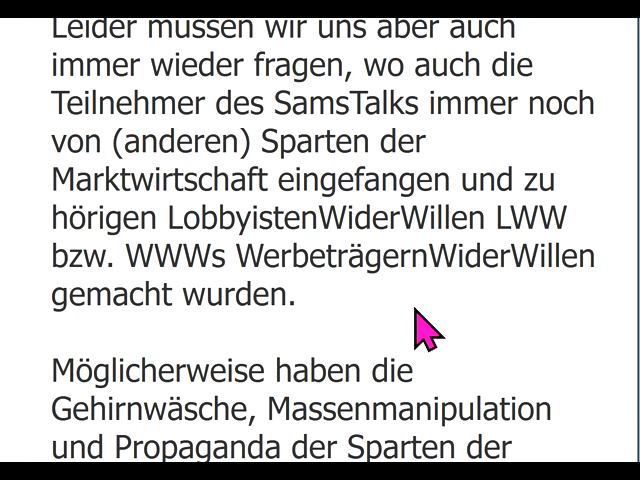 Leider müssen wir uns aber auch
immer wieder fragen, wo auch die
Teilnehmer des SamsTalks immer noch
von (anderen) Sparten der
Marktwirtschaft eingefangen und zu
hörigen LobbyistenWiderWillen LWW
bzw. WWWs WerbeträgernWiderWillen
gemacht wurden.
Möglicherweise haben die
Gehirnwäsche, Massenmanipulation
und Propaganda der Sparten der